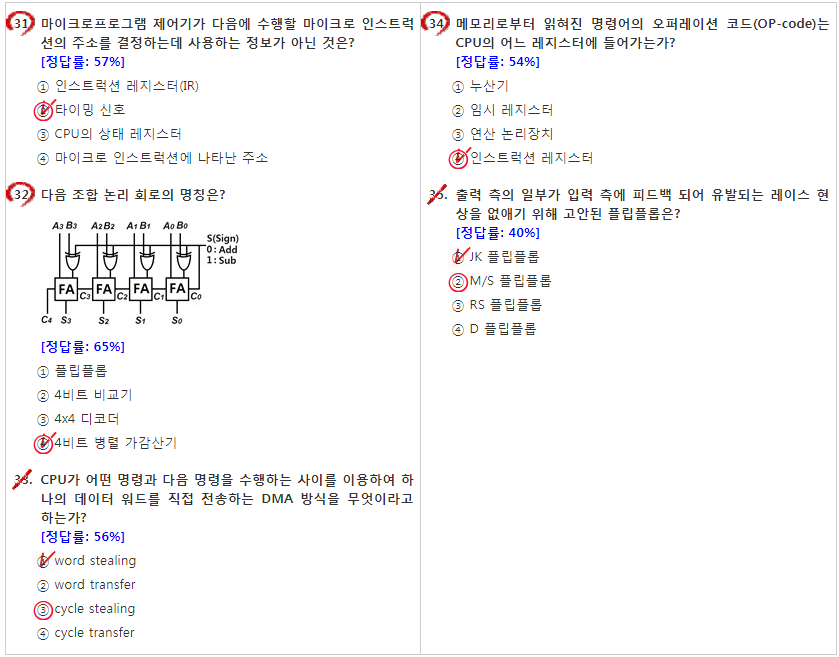 31. 마이크로프로그램 제어기가 다음에 수행할 마이크로 인스트럭
션의 주소를 결정하는데 사용하는 정보가 아닌 것은?
[정답률: 57%]
① 인스트럭션 레지스터(IR)
② 타이밍 신호
③ CPU의 상태 레지스터
④ 마이크로 인스트럭션에 나타난 주소
32. 다음 조합 논리 회로의 명칭은?
A3 B3 A2 B2 A1 B1 A0 B0
S(Sign)
0 : Add
1 : Sub
FA FA FA FA
C3 C2 C1 C0
C4 S3 S2 S1 S0
[정답률: 65%]
① 플립플롭
② 4비트 비교기
③ 4x4 디코더
④ 4비트 병렬 가감산기
33. CPU가 어떤 명령과 다음 명령을 수행하는 사이를 이용하여 하
나의 데이터 워드를 직접 전송하는 DMA 방식을 무엇이라고
하는가?
[정답률: 56%]
① word stealing
② word transfer
③ cycle stealing
④ cycle transfer
34. 메모리로부터 읽혀진 명령어의 오퍼레이션 코드(OP-code)는
CPU의 어느 레지스터에 들어가는가?
[정답률: 54%]
① 누산기
② 임시 레지스터
③ 연산 논리장치
④ 인스트럭션 레지스터
35. 출력 측의 일부가 입력 측에 피드백 되어 유발되는 레이스 현
상을 없애기 위해 고안된 플립플롭은?
[정답률: 40%]
① JK 플립플롭
② M/S 플립플롭
③ RS 플립플롭
④ D 플립플롭